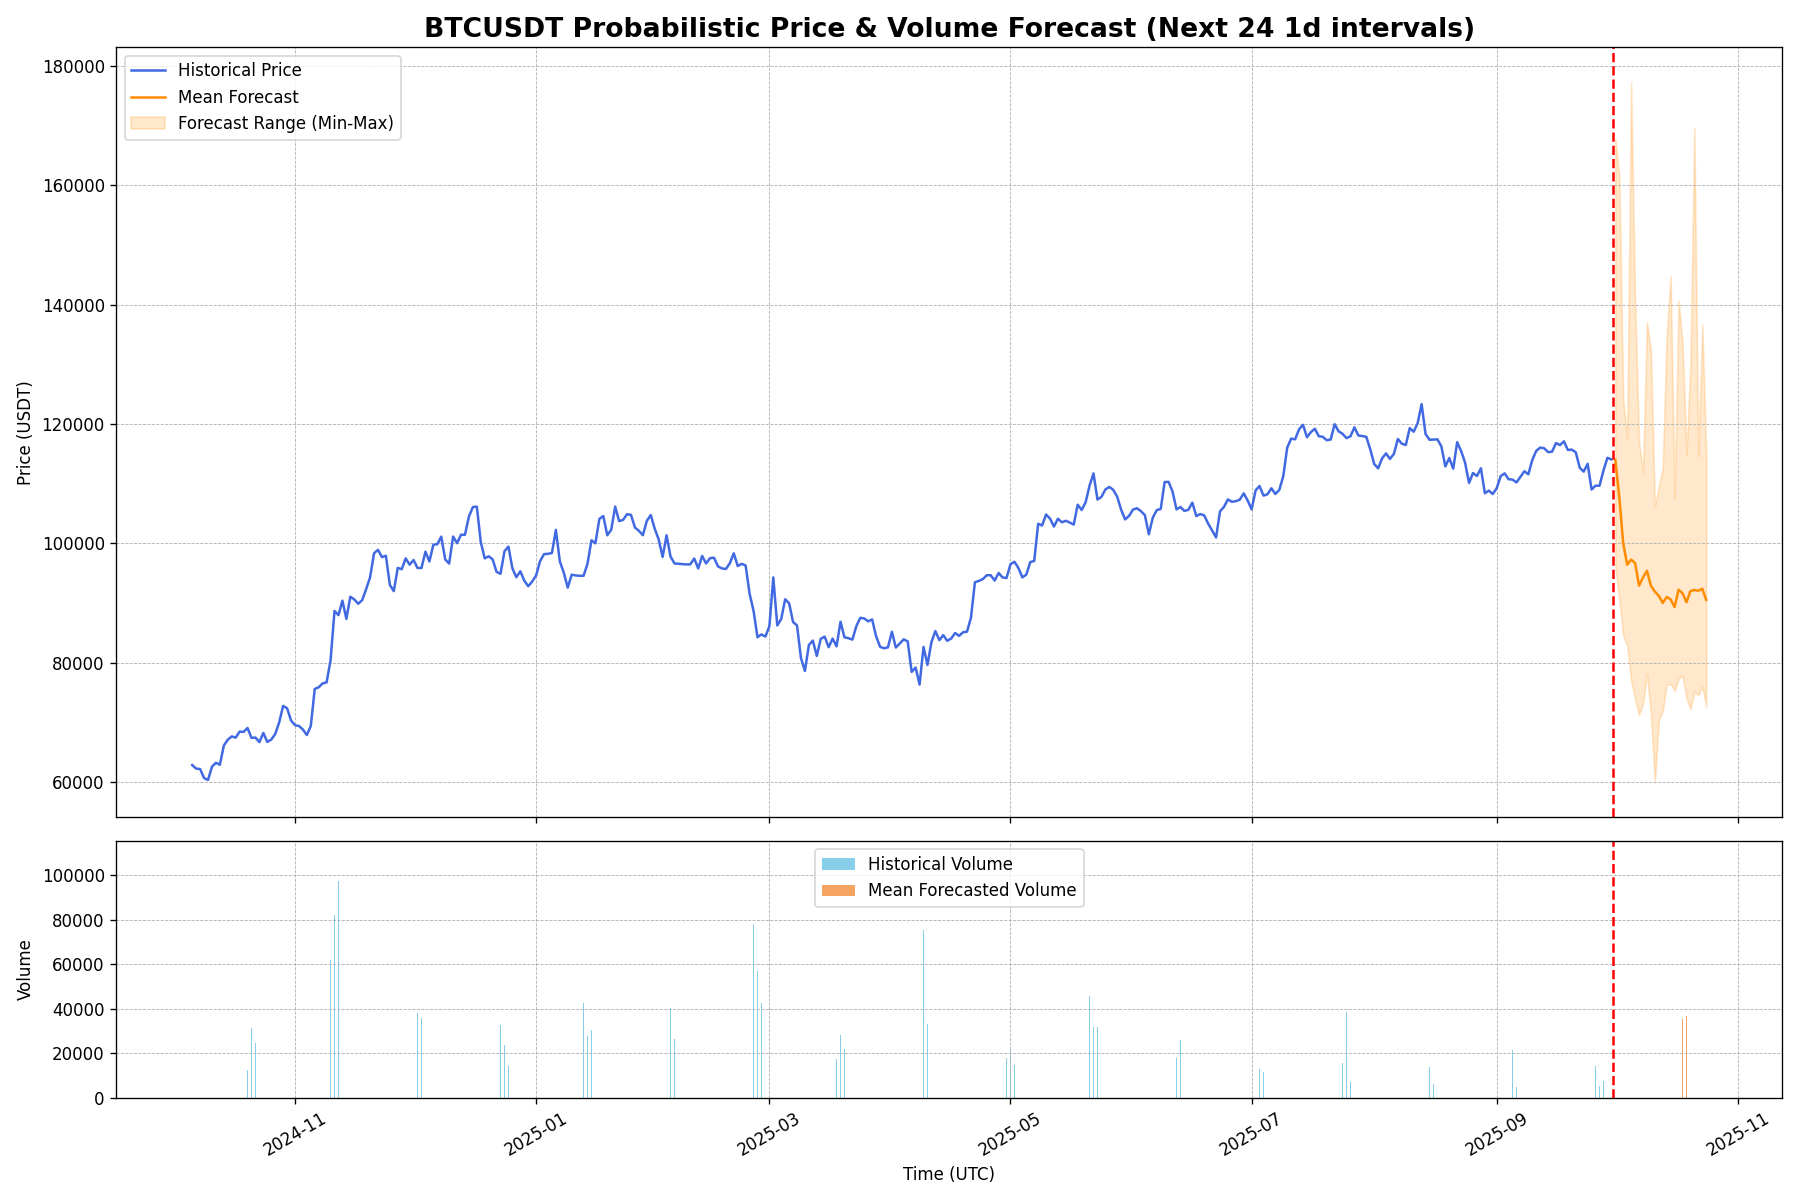 BTCUSDT Probabilistic Price & Volume Forecast (Next 24 1d intervals)
Historical Price
Mean Forecast
Forecast Range (Min-Max)
Price (USDT)
180000
160000
140000
120000
100000
80000
60000
Historical Volume
Mean Forecasted Volume
Volume
100000
80000
60000
40000
20000
0
2024-11
2025-01
2025-03
2025-05
2025-07
2025-09
2025-11
Time (UTC)